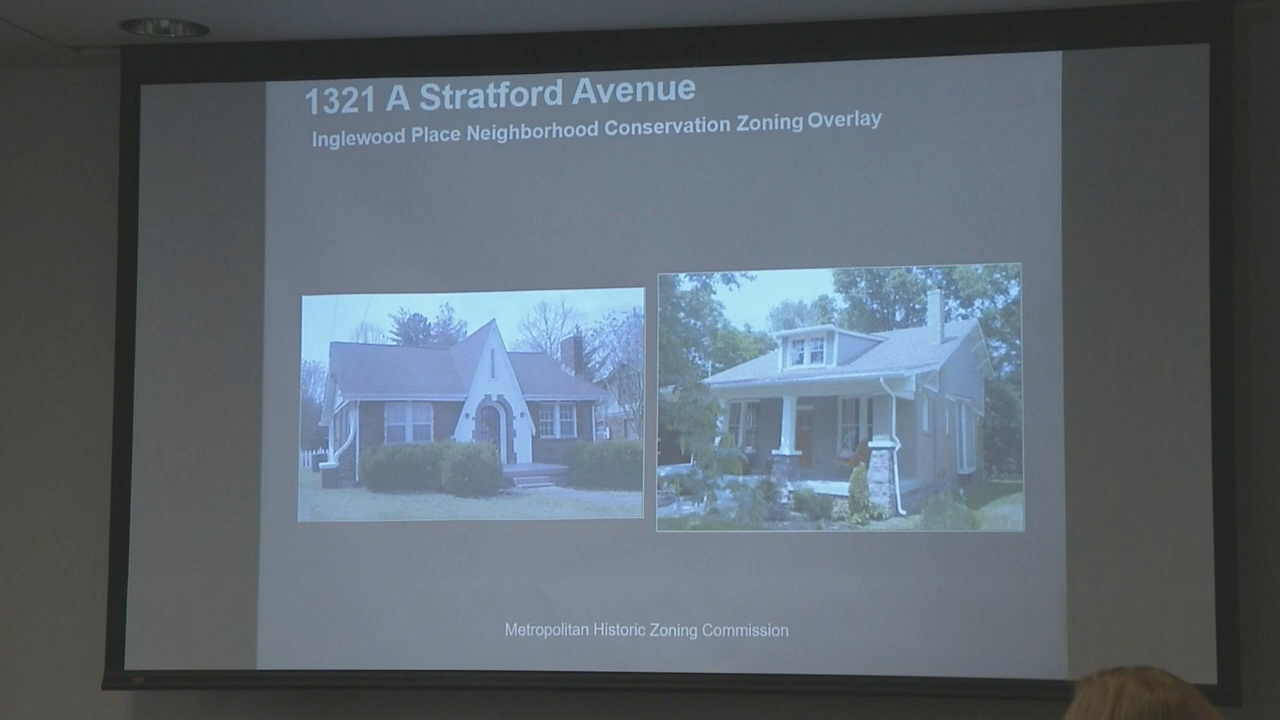 1321 A Stratford Avenue
Inglewood Place Neighborhood Conservation Zoning Overlay
Metropolitan Historic Zoning Commission